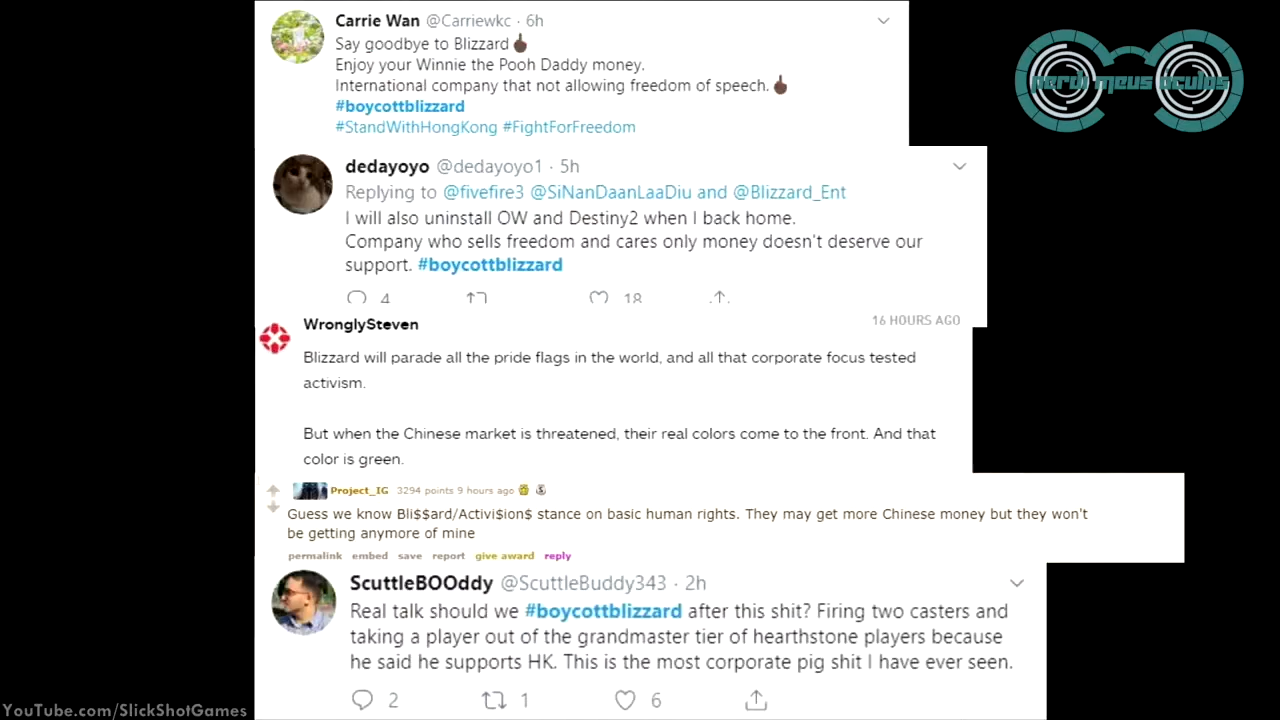 Carrie Wan @Carriewkc · 6h
Say goodbye to Blizzard🖕🏿
Enjoy your Winnie the Pooh Daddy money.
International company that not allowing freedom of speech.🖕🏿
#boycottblizzard
#StandWithHongKong #FightForFreedom
nerdi meus oculos
dedayoyo @dedayoyo1 · 5h
Replying to @fivefire3 @SiNanDaanLaaDiu and @Blizzard_Ent
I will also uninstall OW and Destiny2 when I back home.
Company who sells freedom and cares only money doesn't deserve our
support. #boycottblizzard
4 18
WronglySteven 16 HOURS AGO
Blizzard will parade all the pride flags in the world, and all that corporate focus tested
activism.
But when the Chinese market is threatened, their real colors come to the front. And that
color is green.
Project_IG 3294 points 9 hours ago
Guess we know Bli$$ard/Activi$ion$ stance on basic human rights. They may get more Chinese money but they won't
be getting anymore of mine
permalink embed save report give award reply
ScuttleBOOddy @ScuttleBuddy343 · 2h
Real talk should we #boycottblizzard after this shit? Firing two casters and
taking a player out of the grandmaster tier of hearthstone players because
he said he supports HK. This is the most corporate pig shit I have ever seen.
2 1 6
YouTube.com/SlickShotGames